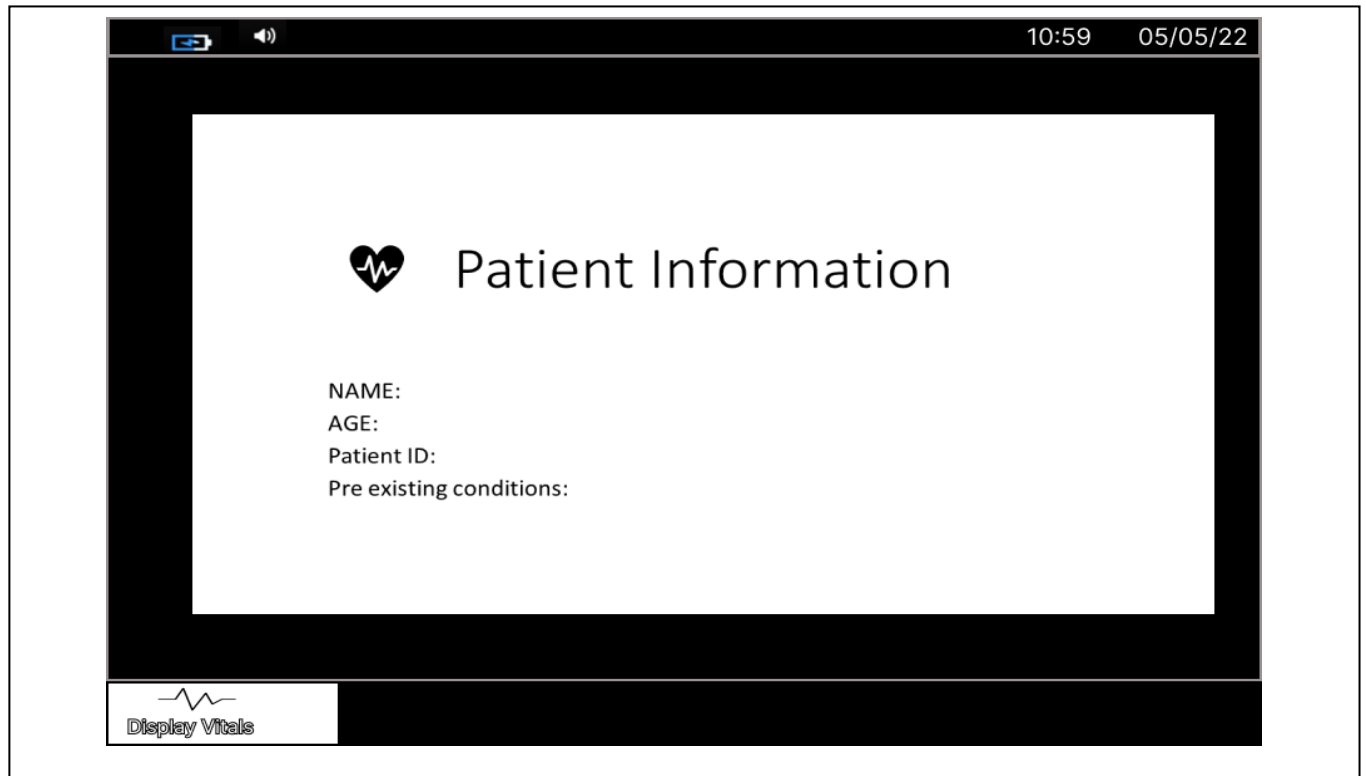 10:59 05/05/22
Patient Information
NAME:
AGE:
Patient ID:
Pre existing conditions:
Display Vitals